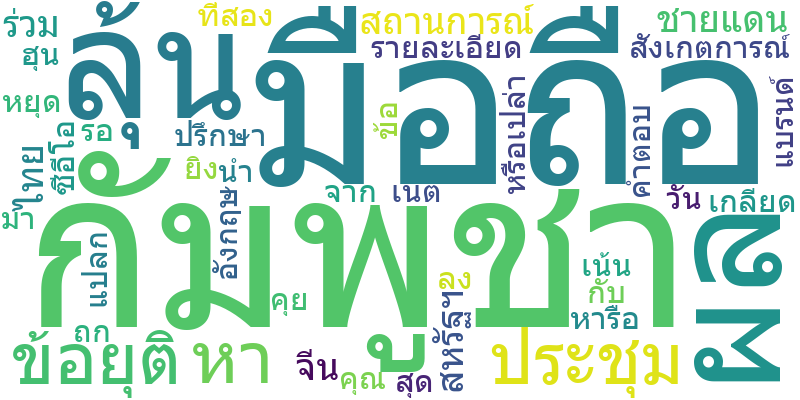 ร่วม
ที่สอง
สถานการณ์
ชายแดน
ฮุน
ลุ้น
มือถือ
รายละเอียด
สังเกตการณ์
หยุด
รอ
ปรึกษา
ข้อ
หรือเปล่า
แบรนด์
ไทย
ซีอีโอ
ยิง
นำ
คำตอบ
ม้า
กัมพูชา
อังกฤษ
จาก
เนต
วัน
เกลียด
แปลก
คุย
ลง
เน้น
กับ
สหรัฐฯ
หารือ
ถูก
ข้อยุติ
หา
จีน
คุณ
สุด
ประชุม